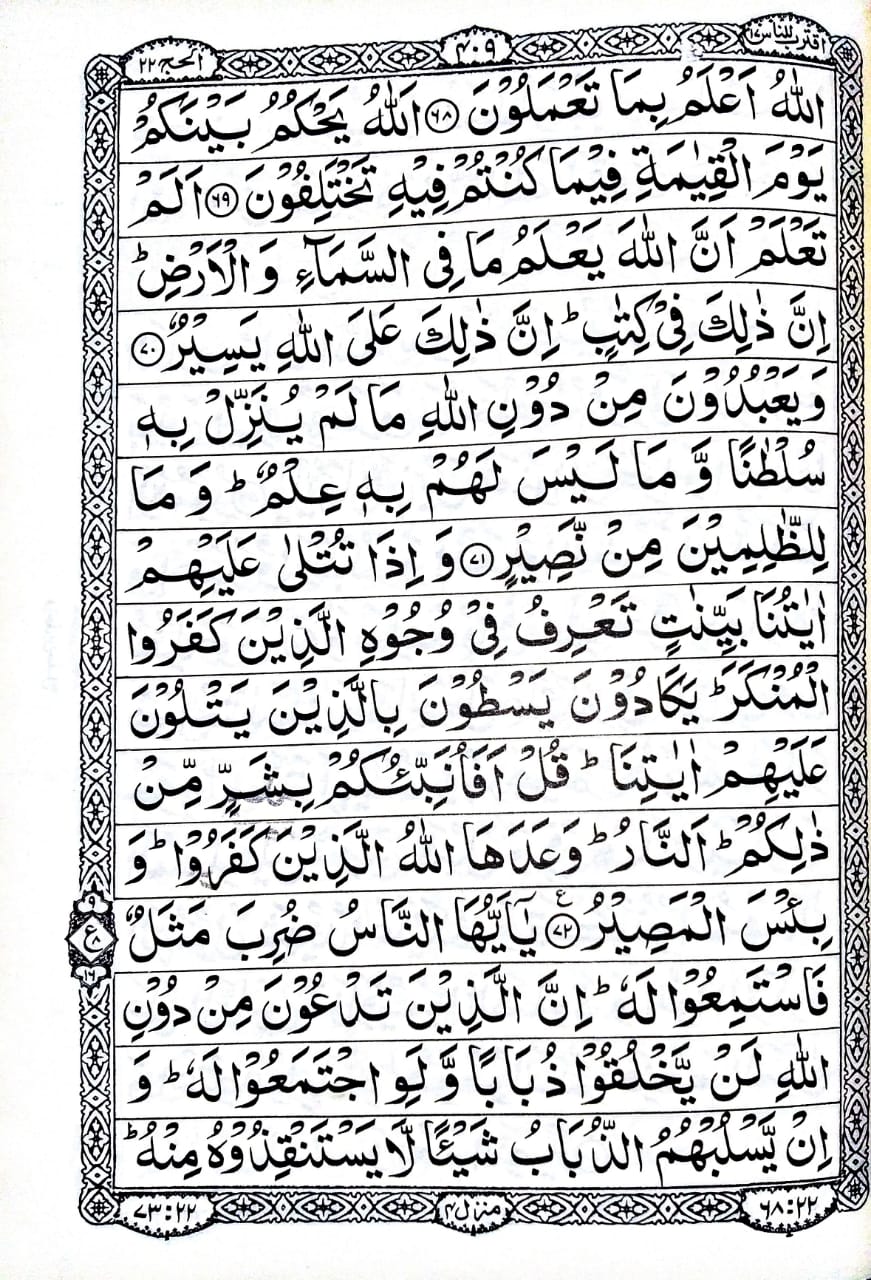 اقترب للناس ١٧
٤٠٩
الحج ٢٢
اللّٰهُ اَعْلَمُ بِمَا تَعْمَلُوْنَ ﴿٦٨﴾ اَللّٰهُ يَحْكُمُ بَيْنَكُمْ
يَوْمَ الْقِيٰمَةِ فِيْمَا كُنْتُمْ فِيْهِ تَخْتَلِفُوْنَ ﴿٦٩﴾ اَلَمْ
تَعْلَمْ اَنَّ اللّٰهَ يَعْلَمُ مَا فِى السَّمَآءِ وَ الْاَرْضِ ؕ
اِنَّ ذٰلِكَ فِىْ كِتٰبٍ ؕ اِنَّ ذٰلِكَ عَلَى اللّٰهِ يَسِيْرٌ ﴿٧٠﴾
وَ يَعْبُدُوْنَ مِنْ دُوْنِ اللّٰهِ مَا لَمْ يُنَزِّلْ بِهٖ
سُلْطٰنًا وَّ مَا لَيْسَ لَهُمْ بِهٖ عِلْمٌ ؕ وَ مَا
لِلظّٰلِمِيْنَ مِنْ نَّصِيْرٍ ﴿٧١﴾ وَ اِذَا تُتْلٰى عَلَيْهِمْ
اٰيٰتُنَا بَيِّنٰتٍ تَعْرِفُ فِىْ وُجُوْهِ الَّذِيْنَ كَفَرُوا
الْمُنْكَرَ ؕ يَكَادُوْنَ يَسْطُوْنَ بِالَّذِيْنَ يَتْلُوْنَ
عَلَيْهِمْ اٰيٰتِنَا ؕ قُلْ اَفَاُنَبِّئُكُمْ بِشَرٍّ مِّنْ
ذٰلِكُمْ ؕ اَلنَّارُ ؕ وَعَدَهَا اللّٰهُ الَّذِيْنَ كَفَرُوْا ؕ وَ
بِئْسَ الْمَصِيْرُ ﴿٧٢﴾ ع يٰۤاَيُّهَا النَّاسُ ضُرِبَ مَثَلٌ
٩ ع ٨ ١٦
فَاسْتَمِعُوْا لَهٗ ؕ اِنَّ الَّذِيْنَ تَدْعُوْنَ مِنْ دُوْنِ
اللّٰهِ لَنْ يَّخْلُقُوْا ذُبَابًا وَّ لَوِ اجْتَمَعُوْا لَهٗ ؕ وَ
اِنْ يَّسْلُبْهُمُ الذُّبَابُ شَيْئًا لَّا يَسْتَنْقِذُوْهُ مِنْهُ ؕ
٦٨:٢٢
منزل ٤
٧٣:٢٢